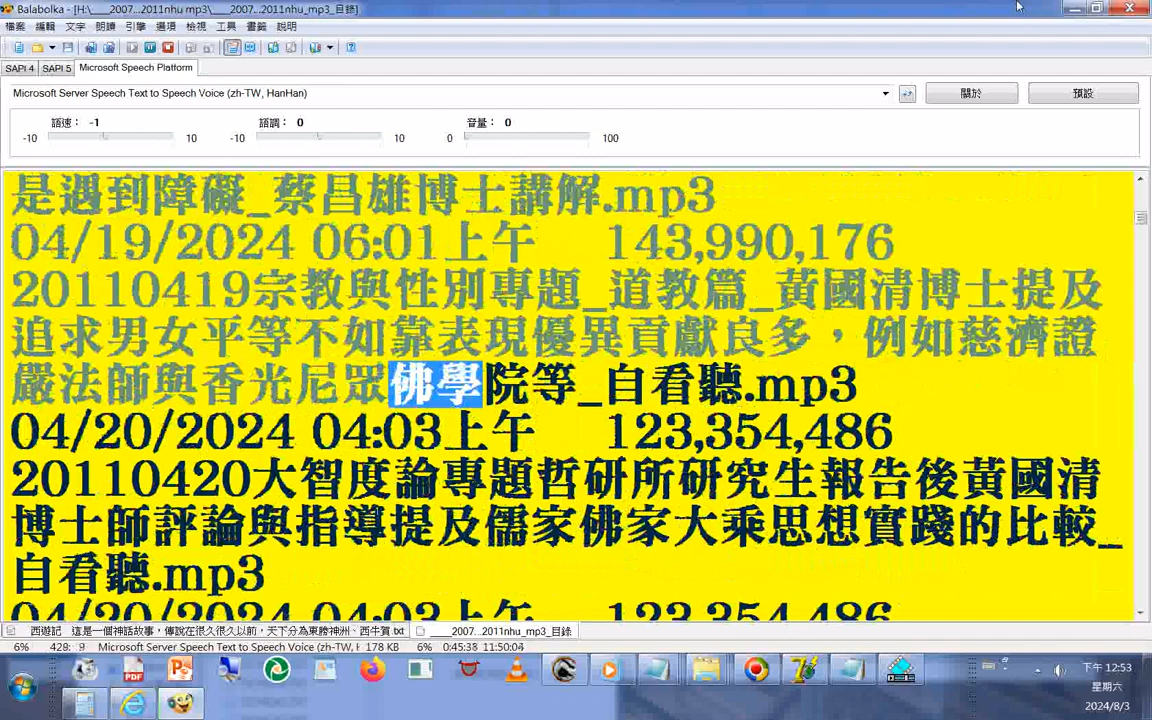 Balabolka - [H:\___2007...2011nhu mp3\___2007...2011nhu_mp3_目錄]
檔案 編輯 文字 朗讀 引擎 檢視 工具 書籤 說明
SAPI 4 SAPI 5 Microsoft Speech Platform
Microsoft Server Speech Text to Speech Voice (zh-TW, HanHan) 關於 預設
語速： -1 語調： 0 音量： 0
-10 10 -10 10 0 100
是遇到障礙_蔡昌雄博士講解.mp3
04/19/2024 06:01上午 143,990,176
20110419宗教與性別專題_道教篇_黃國清博士提及
追求男女平等不如靠表現優異貢獻良多，例如慈濟證
嚴法師與香光尼眾佛學院等_自看聽.mp3
04/20/2024 04:03上午 123,354,486
20110420大智度論專題哲研所研究生報告後黃國清
博士師評論與指導提及儒家佛家大乘思想實踐的比較_
自看聽.mp3
04/20/2024 04:03上午 123,354,486
西遊記 這是一個神話故事，傳說在很久很久以前，天下分為東勝神洲、西牛賀.txt ___2007...2011nhu_mp3_目錄
6% Microsoft Server Speech Text to Speech Voice (zh-TW, H 178 KB 6% 0:45:38 11:50:04
下午 12:53
星期六
2024/8/3